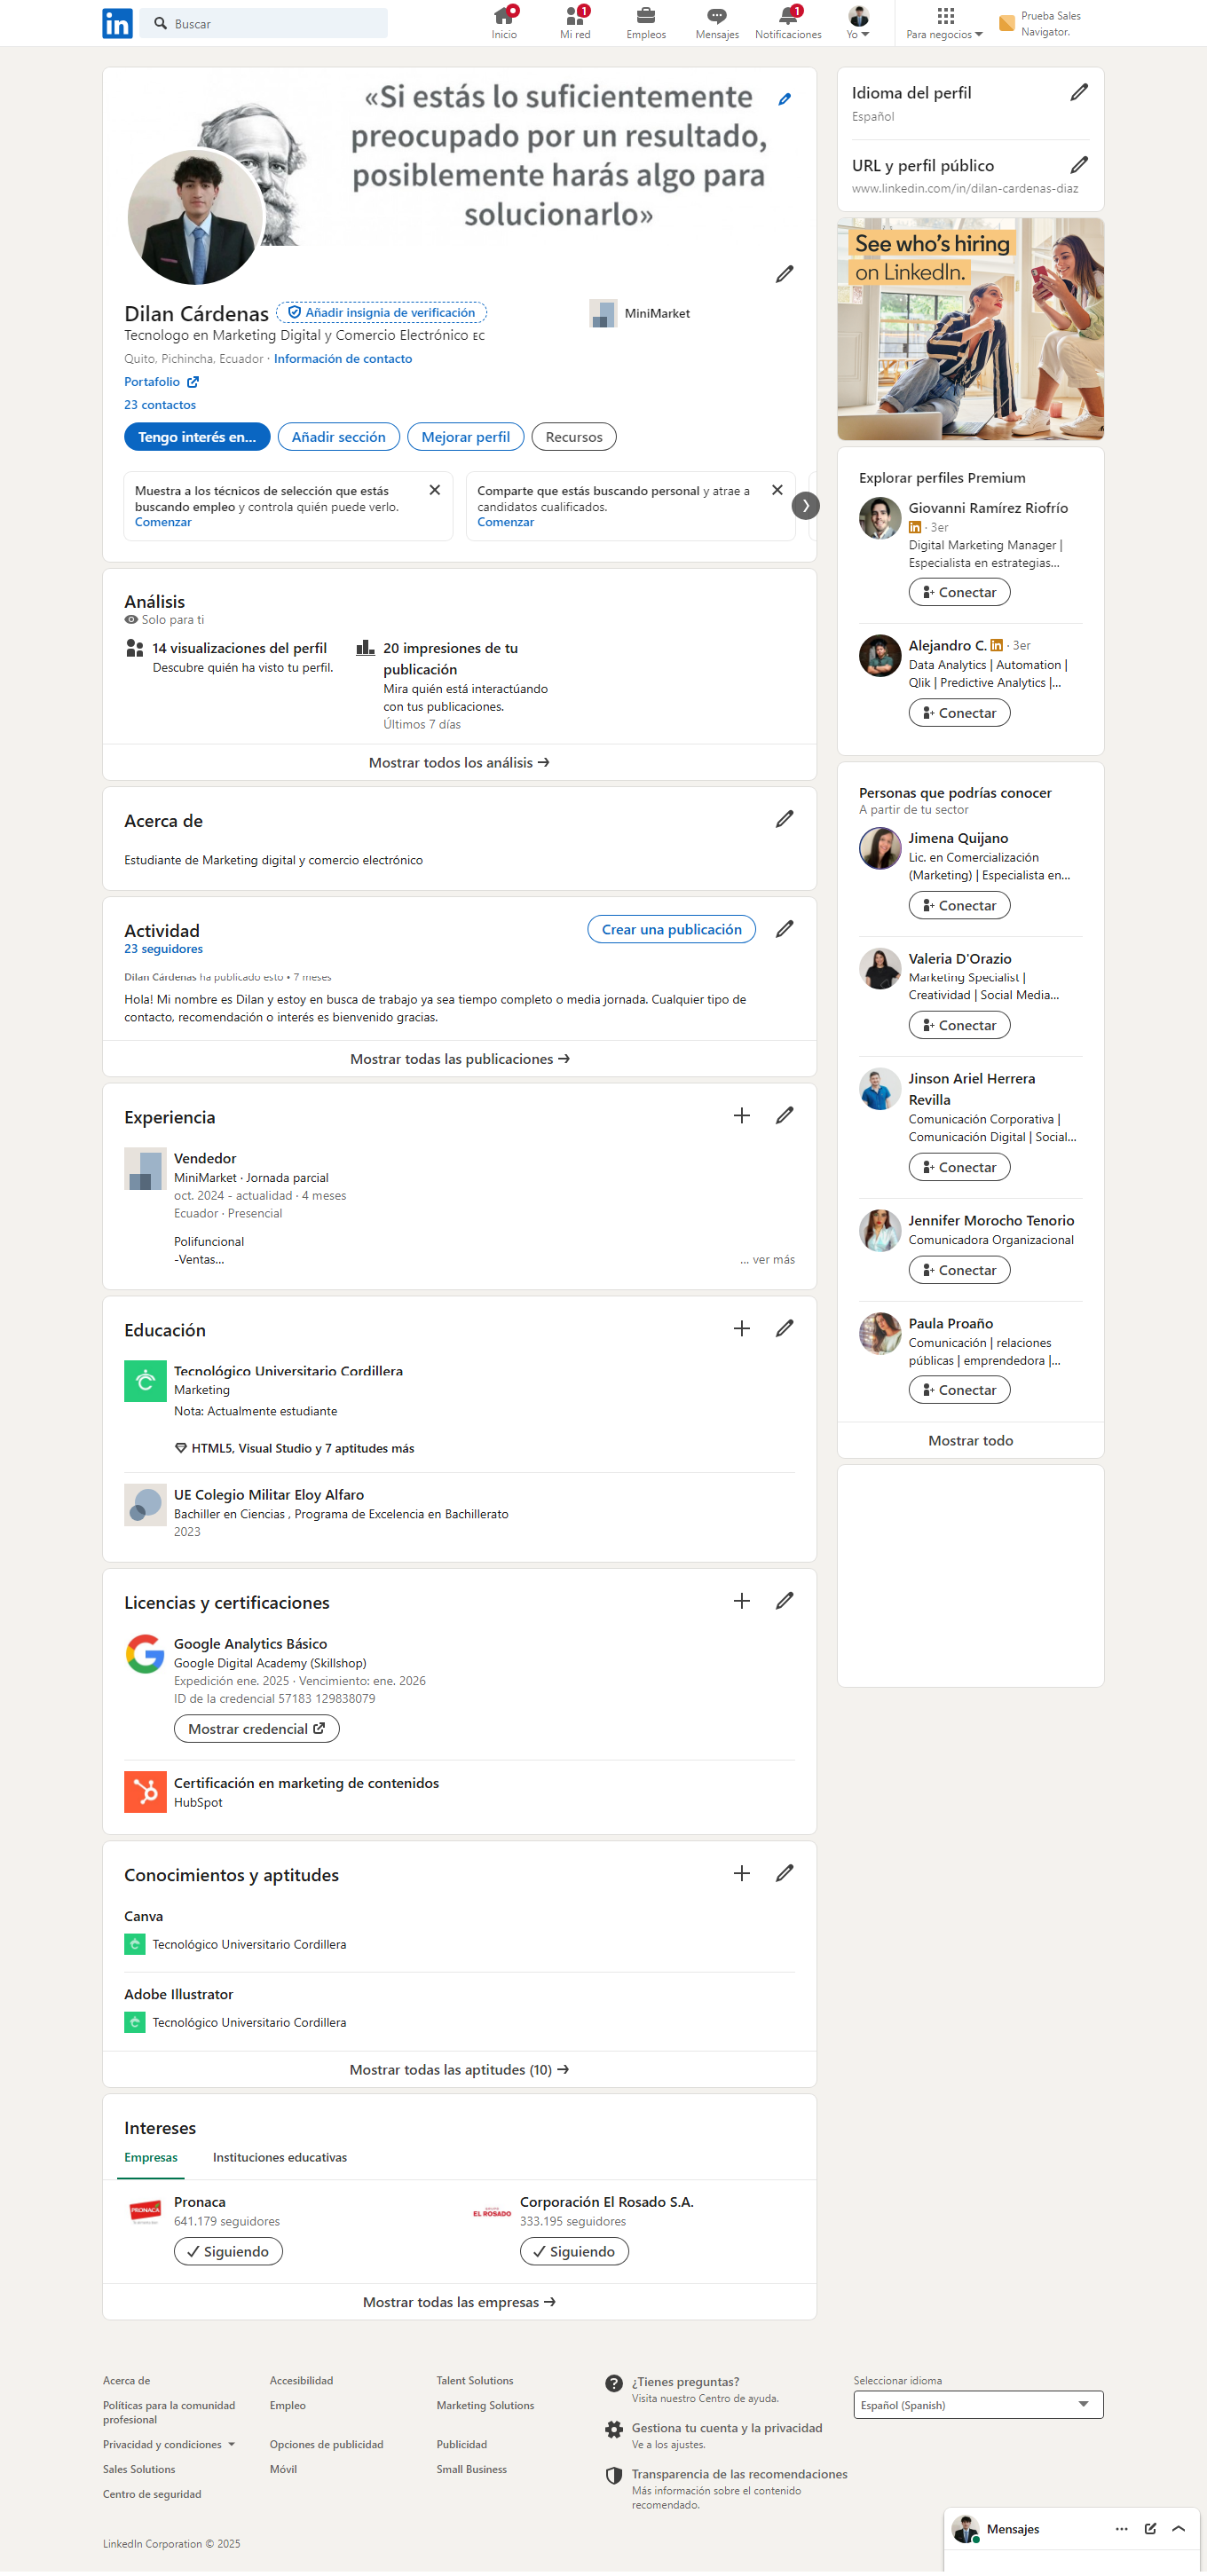 in
Buscar
Inicio
1
Mi red
Empleos
Mensajes
1
Notificaciones
Yo
Para negocios
Prueba Sales
Navigator.
«Si estás lo suficientemente
preocupado por un resultado,
posiblemente harás algo para
solucionarlo»
Dilan Cárdenas
Añadir insignia de verificación
Tecnologo en Marketing Digital y Comercio Electrónico EC
Quito, Pichincha, Ecuador · Información de contacto
Portafolio
23 contactos
MiniMarket
Tengo interés en...
Añadir sección
Mejorar perfil
Recursos
Muestra a los técnicos de selección que estás
buscando empleo y controla quién puede verlo.
Comenzar
Comparte que estás buscando personal y atrae a
candidatos cualificados.
Comenzar
Análisis
Solo para ti
14 visualizaciones del perfil
Descubre quién ha visto tu perfil.
20 impresiones de tu
publicación
Mira quién está interactúando
con tus publicaciones.
Últimos 7 días
Mostrar todos los análisis →
Acerca de
Estudiante de Marketing digital y comercio electrónico
Actividad
23 seguidores
Crear una publicación
Dilan Cárdenas ha publicado esto • 7 meses
Hola! Mi nombre es Dilan y estoy en busca de trabajo ya sea tiempo completo o media jornada. Cualquier tipo de
contacto, recomendación o interés es bienvenido gracias.
Mostrar todas las publicaciones →
Experiencia
Vendedor
MiniMarket · Jornada parcial
oct. 2024 - actualidad · 4 meses
Ecuador · Presencial
Polifuncional
-Ventas...
... ver más
Educación
Tecnológico Universitario Cordillera
Marketing
Nota: Actualmente estudiante
HTML5, Visual Studio y 7 aptitudes más
UE Colegio Militar Eloy Alfaro
Bachiller en Ciencias , Programa de Excelencia en Bachillerato
2023
Licencias y certificaciones
Google Analytics Básico
Google Digital Academy (Skillshop)
Expedición ene. 2025 · Vencimiento: ene. 2026
ID de la credencial 57183 129838079
Mostrar credencial
Certificación en marketing de contenidos
HubSpot
Conocimientos y aptitudes
Canva
Tecnológico Universitario Cordillera
Adobe Illustrator
Tecnológico Universitario Cordillera
Mostrar todas las aptitudes (10) →
Intereses
Empresas
Instituciones educativas
PRONACA
Pronaca
641.179 seguidores
Siguiendo
EL ROSADO
Corporación El Rosado S.A.
333.195 seguidores
Siguiendo
Mostrar todas las empresas →
Idioma del perfil
Español
URL y perfil público
www.linkedin.com/in/dilan-cardenas-diaz
See who's hiring
on LinkedIn.
Explorar perfiles Premium
Giovanni Ramírez Riofrío
in · 3er
Digital Marketing Manager |
Especialista en estrategias...
Conectar
Alejandro C. in · 3er
Data Analytics | Automation |
Qlik | Predictive Analytics |...
Conectar
Personas que podrías conocer
A partir de tu sector
Jimena Quijano
Lic. en Comercialización
(Marketing) | Especialista en...
Conectar
Valeria D'Orazio
Marketing Specialist |
Creatividad | Social Media...
Conectar
Jinson Ariel Herrera
Revilla
Comunicación Corporativa |
Comunicación Digital | Social...
Conectar
Jennifer Morocho Tenorio
Comunicadora Organizacional
Conectar
Paula Proaño
Comunicación | relaciones
públicas | emprendedora |...
Conectar
Mostrar todo
Acerca de
Accesibilidad
Talent Solutions
Políticas para la comunidad
profesional
Empleo
Marketing Solutions
Privacidad y condiciones
Opciones de publicidad
Publicidad
Sales Solutions
Móvil
Small Business
Centro de seguridad
¿Tienes preguntas?
Visita nuestro Centro de ayuda.
Gestiona tu cuenta y la privacidad
Ve a los ajustes.
Transparencia de las recomendaciones
Más información sobre el contenido
recomendado.
Seleccionar idioma
Español (Spanish)
LinkedIn Corporation © 2025
Mensajes